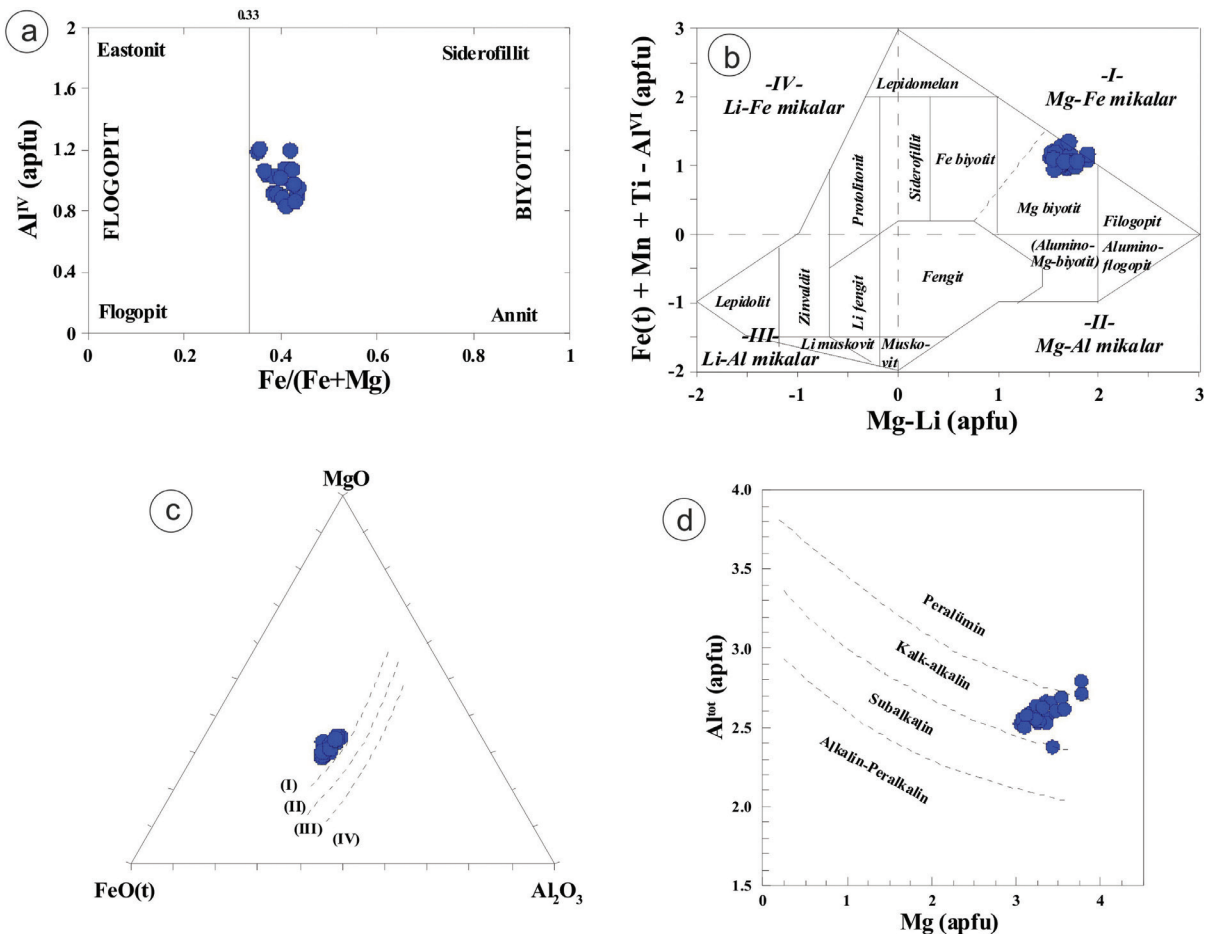 a
0.33
2
Eastonit
Siderofillit
1.6
1.2
0.8
0.4
0
Al^IV (apfu)
FLOGOPIT
BIYOTIT
Flogopit
Annit
0
0.2
0.4
0.6
0.8
1
Fe/(Fe+Mg)
b
3
2
1
0
-1
-2
Fe(t) + Mn + Ti - Al^VI (apfu)
-IV-
Li-Fe mikalar
-I-
Mg-Fe mikalar
Lepidomelan
Protolitonit
Siderofillit
Fe biyotit
Mg biyotit
Filogopit
(Alumino-
Mg-biyotit)
Alumino-
flogopit
Fengit
Lepidolit
Zinvaldit
Li fengit
-III-
Li-Al mikalar
Li muskovit
Musko-
vit
-II-
Mg-Al mikalar
-2
-1
0
1
2
3
Mg-Li (apfu)
c
MgO
(I)
(II)
(III)
(IV)
FeO(t)
Al₂O₃
d
4.0
3.5
3.0
2.5
2.0
1.5
Al^tot (apfu)
Peralümin
Kalk-alkalin
Subalkalin
Alkalin-Peralkalin
0
1
2
3
4
Mg (apfu)